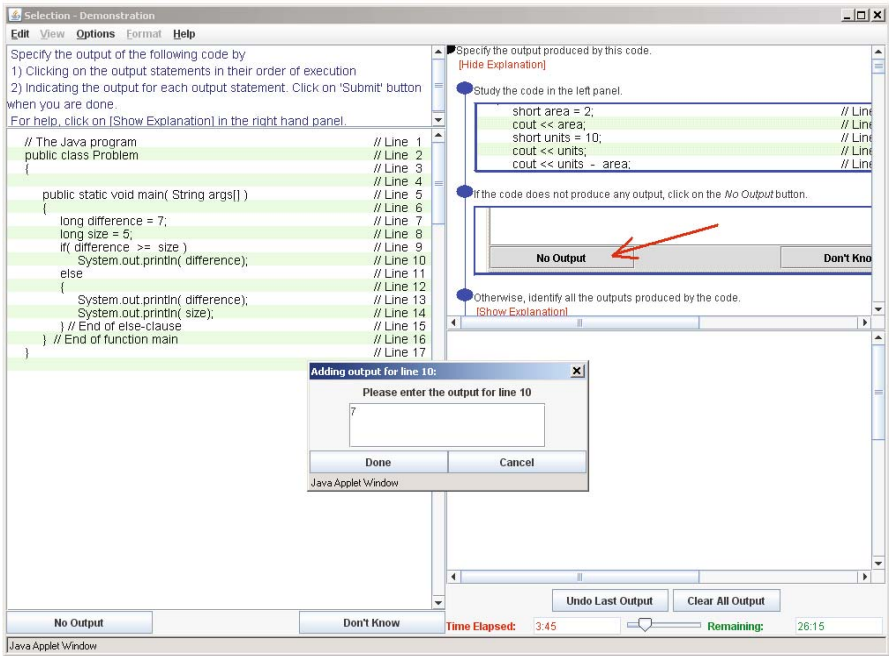 Selection - Demonstration
Edit View Options Format Help
Specify the output of the following code by
1) Clicking on the output statements in their order of execution
2) Indicating the output for each output statement. Click on 'Submit' button
when you are done.
For help, click on [Show Explanation] in the right hand panel.
// The Java program // Line 1
public class Problem // Line 2
{ // Line 3
// Line 4
public static void main( String args[] ) // Line 5
{ // Line 6
long difference = 7; // Line 7
long size = 5; // Line 8
if( difference >= size ) // Line 9
System.out.println( difference); // Line 10
else // Line 11
{ // Line 12
System.out.println( difference); // Line 13
System.out.println( size); // Line 14
} // End of else-clause // Line 15
} // End of function main // Line 16
} // Line 17
No Output Don't Know
Specify the output produced by this code.
[Hide Explanation]
Study the code in the left panel.
short area = 2; // Line
cout << area; // Line
short units = 10; // Line
cout << units; // Line
cout << units - area; // Line
If the code does not produce any output, click on the No Output button.
No Output Don't Kno
Otherwise, identify all the outputs produced by the code.
[Show Explanation]
Adding output for line 10:
Please enter the output for line 10
7
Done Cancel
Java Applet Window
Undo Last Output Clear All Output
Time Elapsed: 3:45 Remaining: 26:15
Java Applet Window